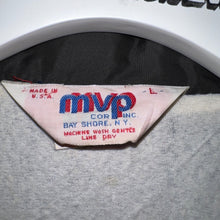 MADE IN
U.S.A.
L
mvp
CORP INC.
BAY SHORE, N.Y.
MACHINE WASH GENTLE
LINE DRY